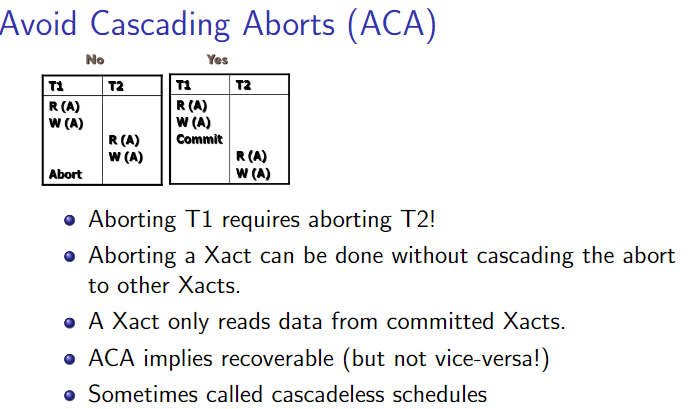 Avoid Cascading Aborts (ACA)
No Yes
T1 T2 T1 T2
R (A) R (A)
W (A) W (A)
R (A) Commit
W (A) R (A)
Abort W (A)
Aborting T1 requires aborting T2!
Aborting a Xact can be done without cascading the abort
to other Xacts.
A Xact only reads data from committed Xacts.
ACA implies recoverable (but not vice-versa!)
Sometimes called cascadeless schedules